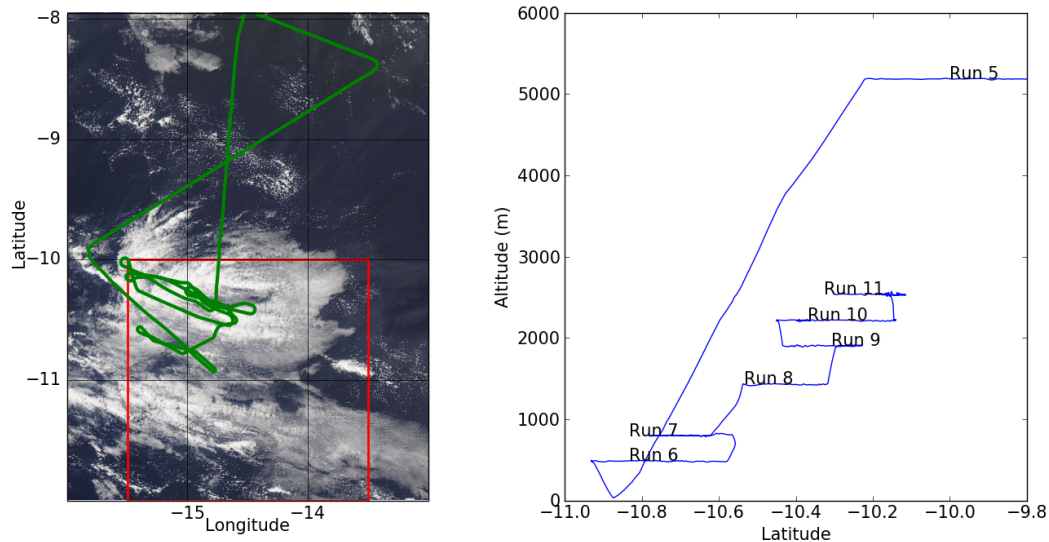 −8
−9
−10
−11
Latitude
−15
−14
Longitude
6000
5000
4000
3000
2000
1000
0
Altitude (m)
Run 5
Run 11
Run 10
Run 9
Run 8
Run 7
Run 6
−11.0
−10.8
−10.6
−10.4
−10.2
−10.0
−9.8
Latitude